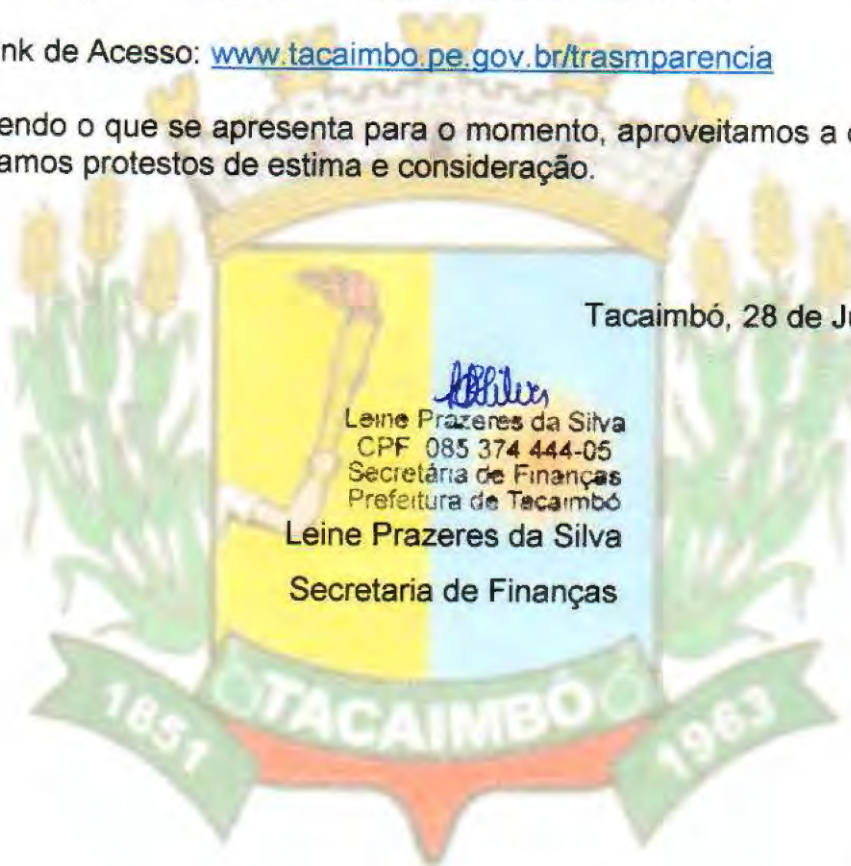 nk de Acesso: www.tacaimbo.pe.gov.br/trasmparencia
endo o que se apresenta para o momento, aproveitamos a
amos protestos de estima e consideração.
Tacaimbó, 28 de Ju
Leine Prazeres da Silva
CPF 085 374 444-05
Secretária de Finanças
Prefeitura de Tacaimbó
Leine Prazeres da Silva
Secretaria de Finanças
1851
TACAIMBÓ
1963